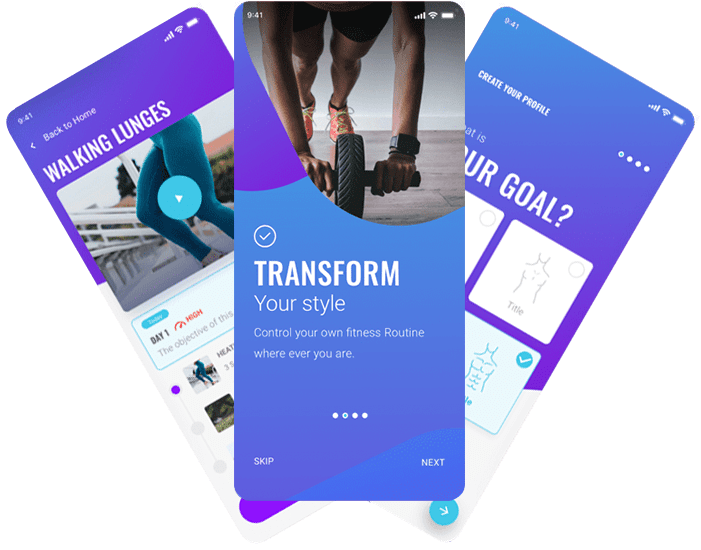 9:41
Back to Home
WALKING LUNGES
Today
DAY 1 HIGH
The objective of this
HEAT
3 S
9:41
TRANSFORM
Your style
Control your own fitness Routine
where ever you are.
SKIP
NEXT
9:41
CREATE YOUR PROFILE
at is
UR GOAL?
Title
le